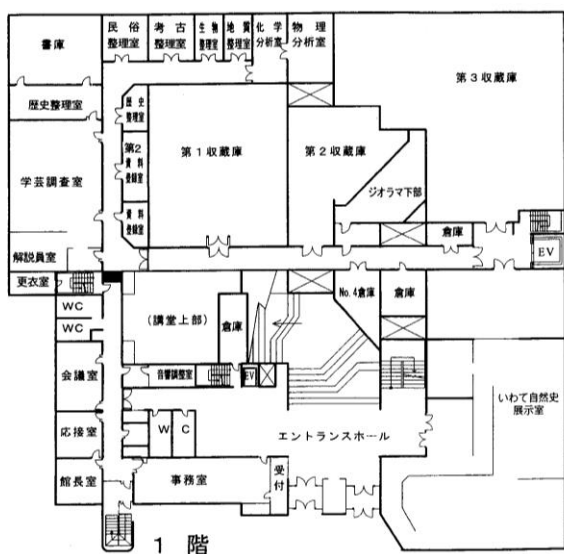 書庫
民俗
整理室
考古
整理室
生物
整理室
地質
整理室
化学
分析室
物理
分析室
第3収蔵庫
歴史整理室
歴史
整理室
第1収蔵庫
第2収蔵庫
第2
資料
登録室
学芸調査室
ジオラマ下部
資料
登録室
倉庫
解説員室
EV
更衣室
WC
WC
(講堂上部)
倉庫
No.4倉庫
倉庫
会議室
音響調整室
EV
いわて自然史
展示室
応接室
W
C
エントランスホール
館長室
事務室
受
付
1階